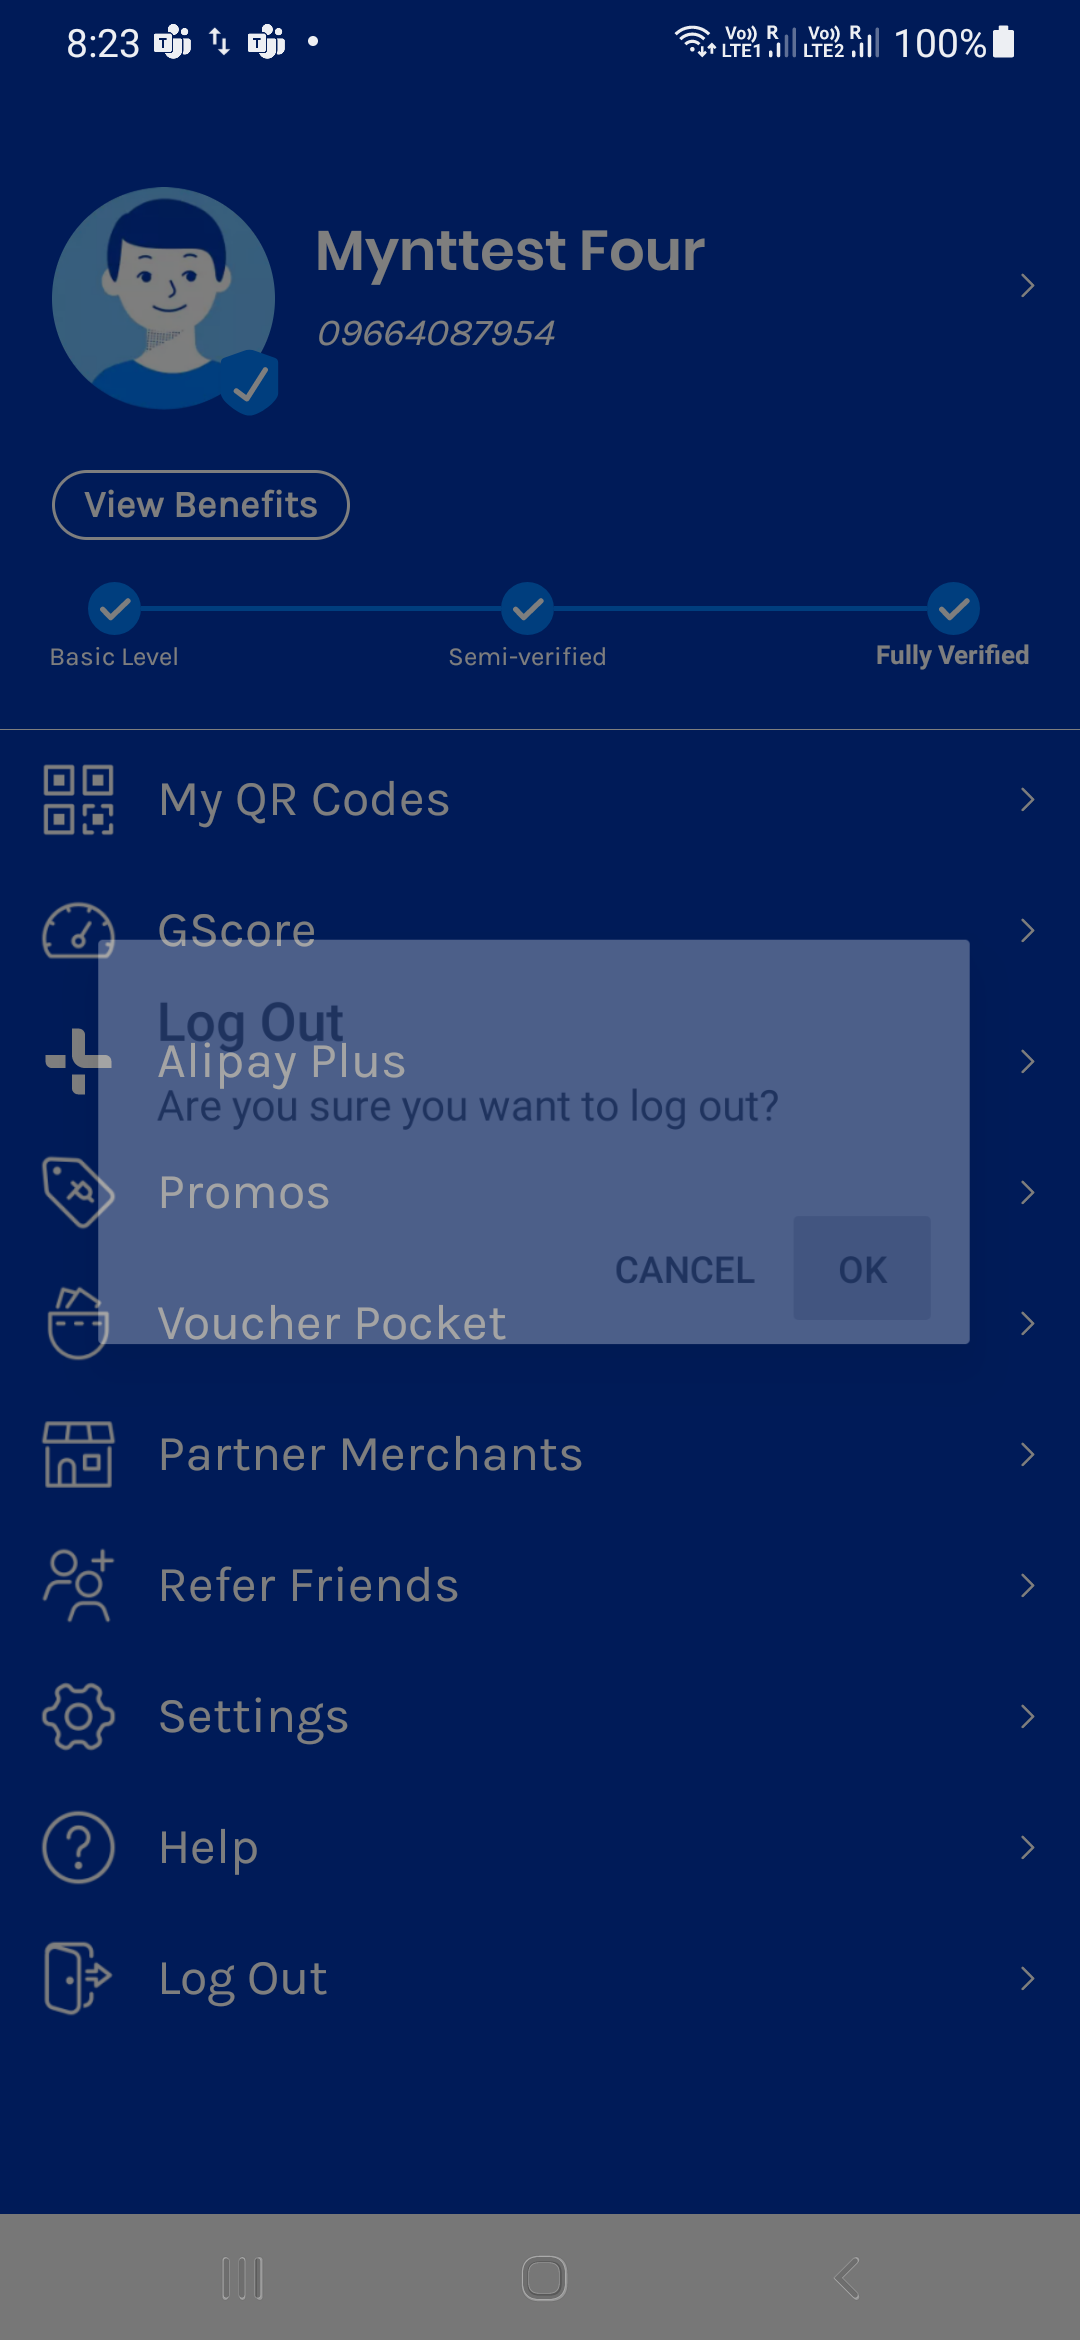 8:23
Vo)) R
LTE1
Vo)) R
LTE2
100%
Mynttest Four
09664087954
View Benefits
Basic Level
Semi-verified
Fully Verified
My QR Codes
GScore
Log Out
Alipay Plus
Are you sure you want to log out?
Promos
CANCEL
OK
Voucher Pocket
Partner Merchants
Refer Friends
Settings
Help
Log Out